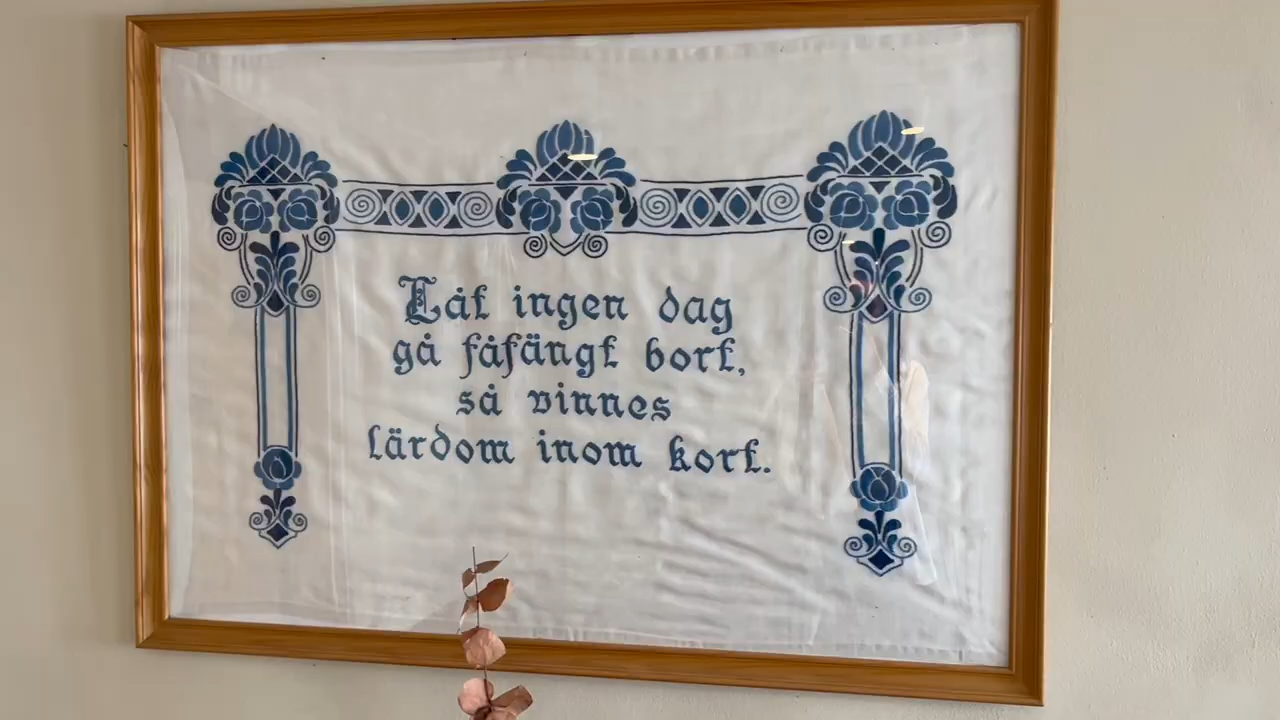 Låt ingen dag
gå fåfängt bort,
så vinnes
lärdom inom kort.